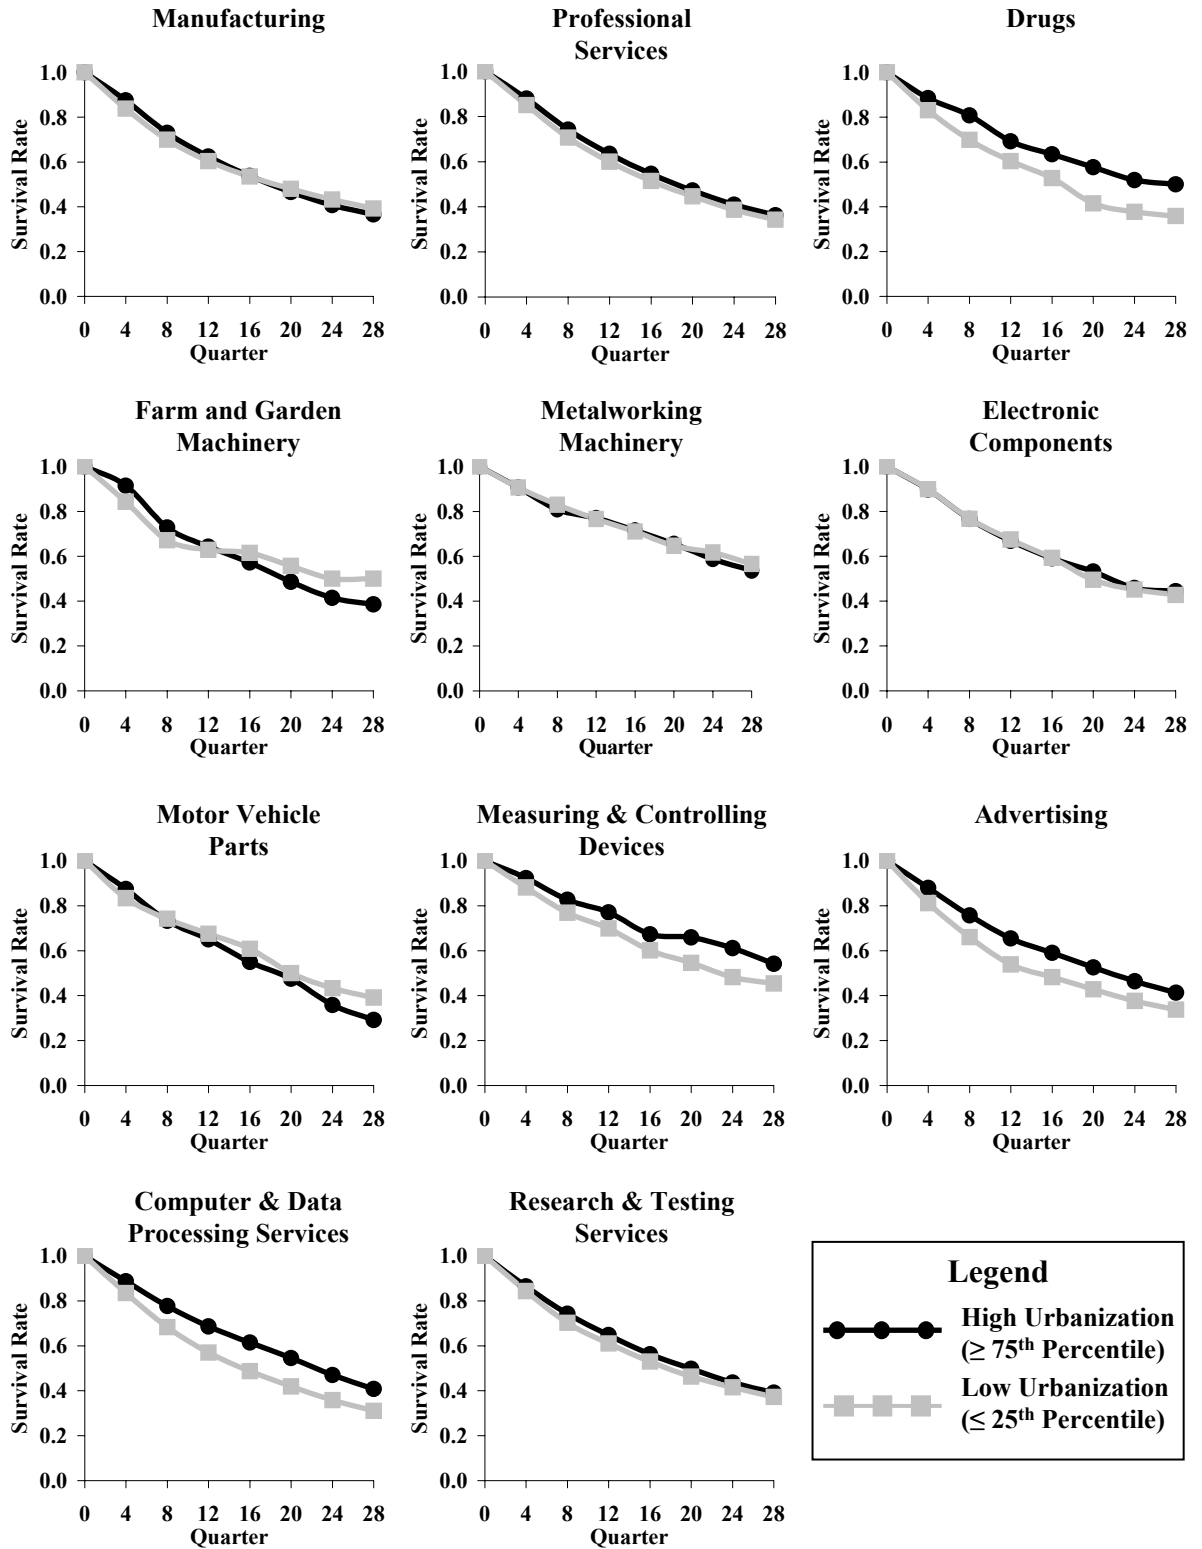 Manufacturing
Survival Rate
1.0
0.8
0.6
0.4
0.2
0.0
0 4 8 12 16 20 24 28
Quarter
Professional
Services
Survival Rate
1.0
0.8
0.6
0.4
0.2
0.0
0 4 8 12 16 20 24 28
Quarter
Drugs
Survival Rate
1.0
0.8
0.6
0.4
0.2
0.0
0 4 8 12 16 20 24 28
Quarter
Farm and Garden
Machinery
Survival Rate
1.0
0.8
0.6
0.4
0.2
0.0
0 4 8 12 16 20 24 28
Quarter
Metalworking
Machinery
Survival Rate
1.0
0.8
0.6
0.4
0.2
0.0
0 4 8 12 16 20 24 28
Quarter
Electronic
Components
Survival Rate
1.0
0.8
0.6
0.4
0.2
0.0
0 4 8 12 16 20 24 28
Quarter
Motor Vehicle
Parts
Survival Rate
1.0
0.8
0.6
0.4
0.2
0.0
0 4 8 12 16 20 24 28
Quarter
Measuring & Controlling
Devices
Survival Rate
1.0
0.8
0.6
0.4
0.2
0.0
0 4 8 12 16 20 24 28
Quarter
Advertising
Survival Rate
1.0
0.8
0.6
0.4
0.2
0.0
0 4 8 12 16 20 24 28
Quarter
Computer & Data
Processing Services
Survival Rate
1.0
0.8
0.6
0.4
0.2
0.0
0 4 8 12 16 20 24 28
Quarter
Research & Testing
Services
Survival Rate
1.0
0.8
0.6
0.4
0.2
0.0
0 4 8 12 16 20 24 28
Quarter
Legend
High Urbanization
(≥ 75th Percentile)
Low Urbanization
(≤ 25th Percentile)